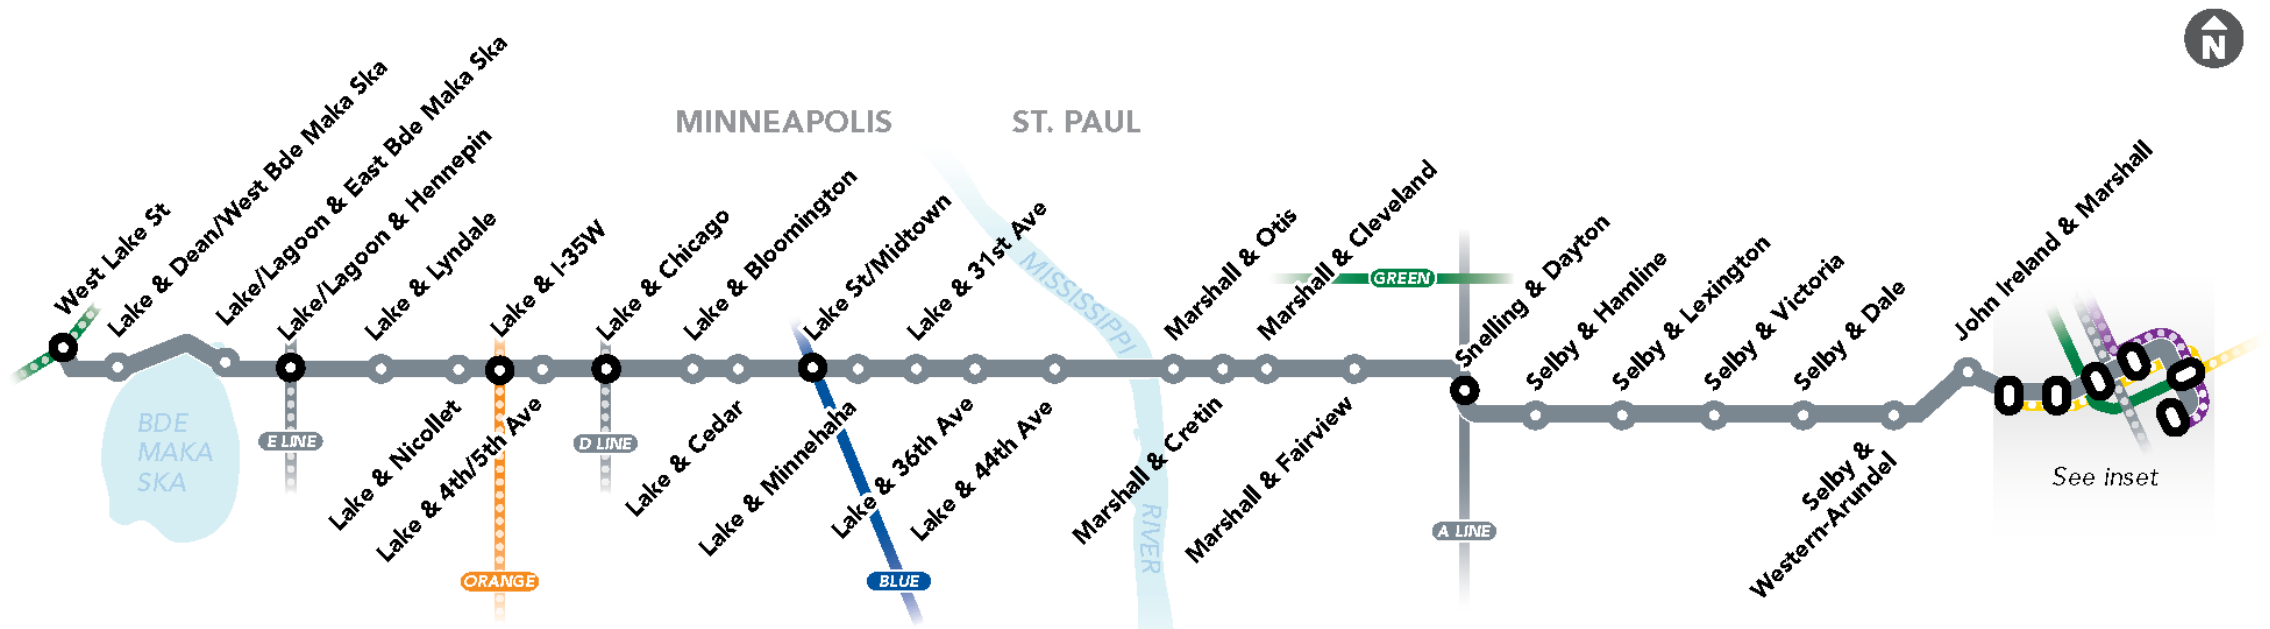 N
MINNEAPOLIS
ST. PAUL
West Lake St
Lake & Dean/West Bde Maka Ska
Lake/Lagoon & East Bde Maka Ska
Lake/Lagoon & Hennepin
Lake & Lyndale
Lake & Nicollet
Lake & I-35W
Lake & 4th/5th Ave
Lake & Chicago
Lake & Bloomington
Lake & Cedar
Lake St/Midtown
Lake & Minnehaha
Lake & 31st Ave
Lake & 36th Ave
Lake & 44th Ave
Marshall & Otis
Marshall & Cretin
Marshall & Cleveland
Marshall & Fairview
Snelling & Dayton
Selby & Hamline
Selby & Lexington
Selby & Victoria
Selby & Dale
Selby &
Western-Arundel
John Ireland & Marshall
MISSISSIPPI
RIVER
GREEN
BDE
MAKA
SKA
E LINE
D LINE
ORANGE
BLUE
A LINE
See inset